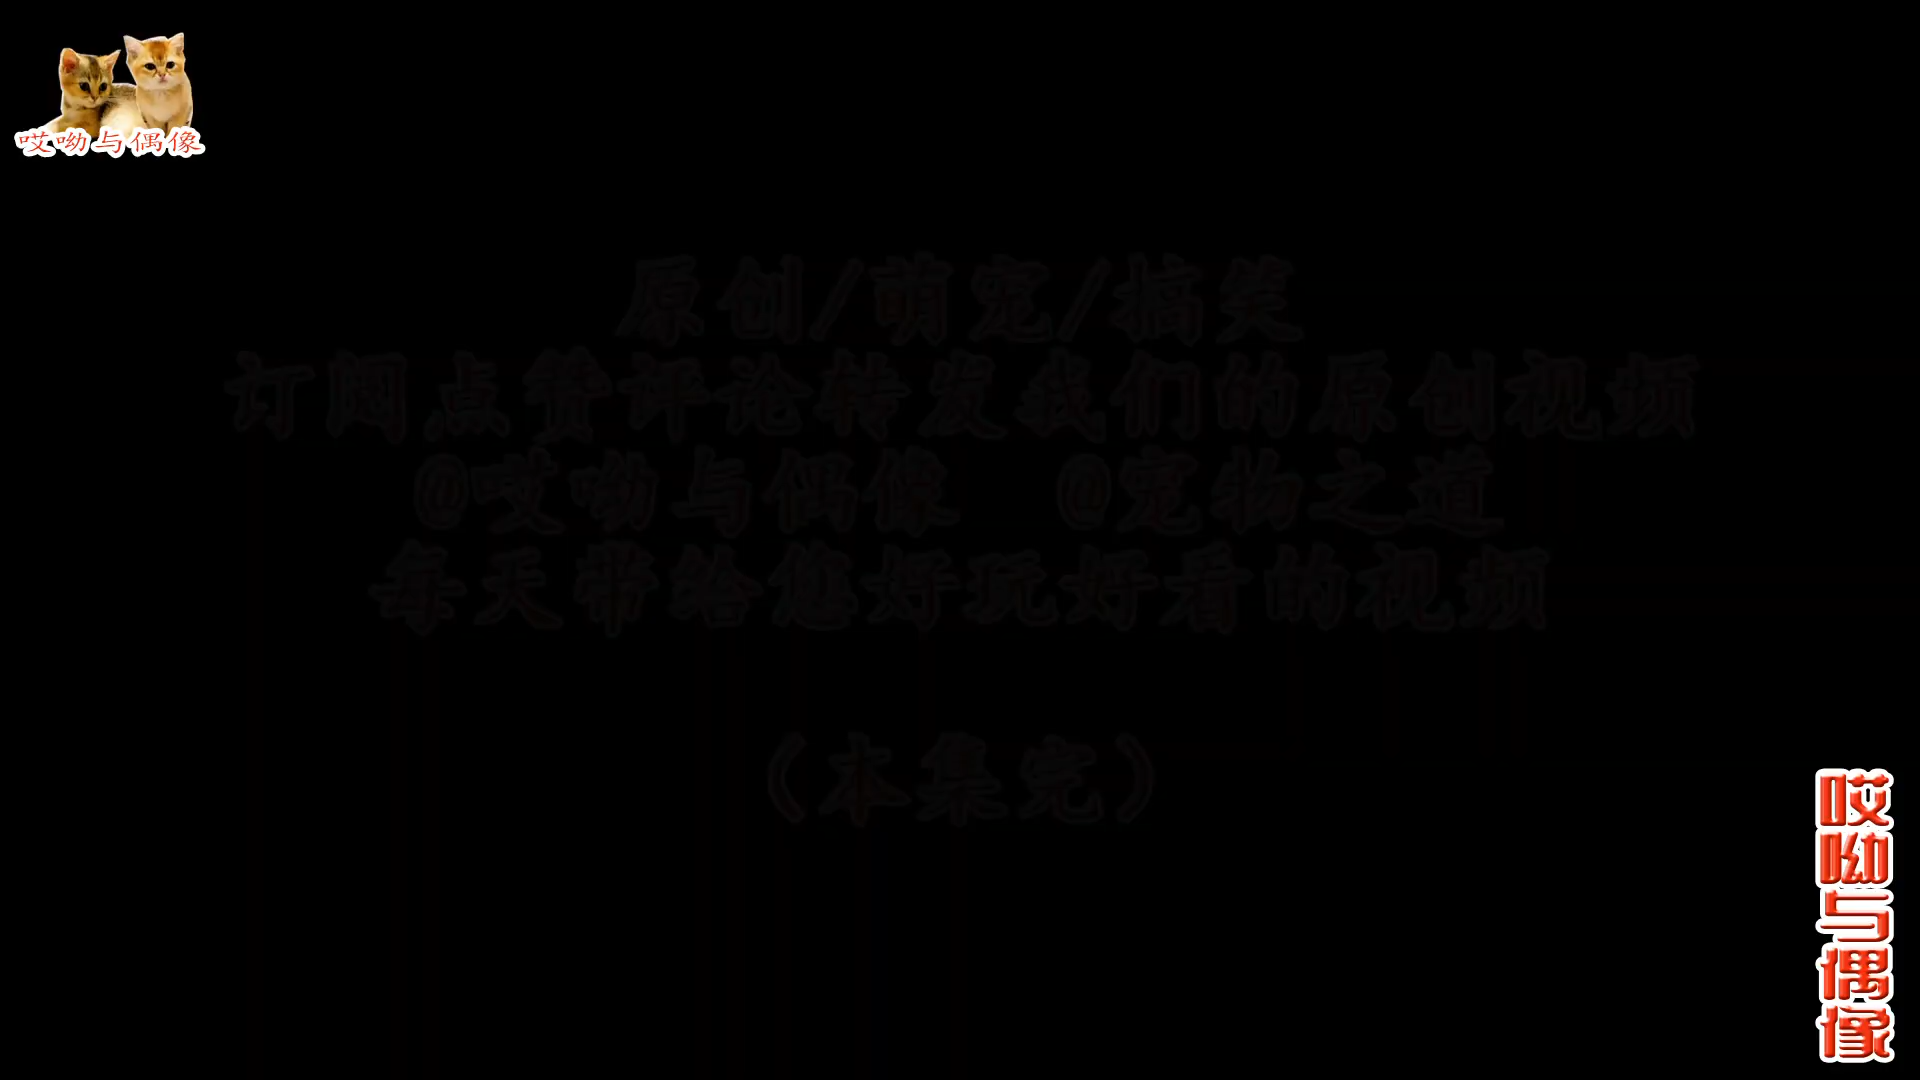 哎呦与偶像
原创/萌宠/搞笑
订阅点赞评论转发我们的原创视频
@哎呦与偶像 @宠物之道
每天带给您好玩好看的视频
（本集完）
哎呦与偶像